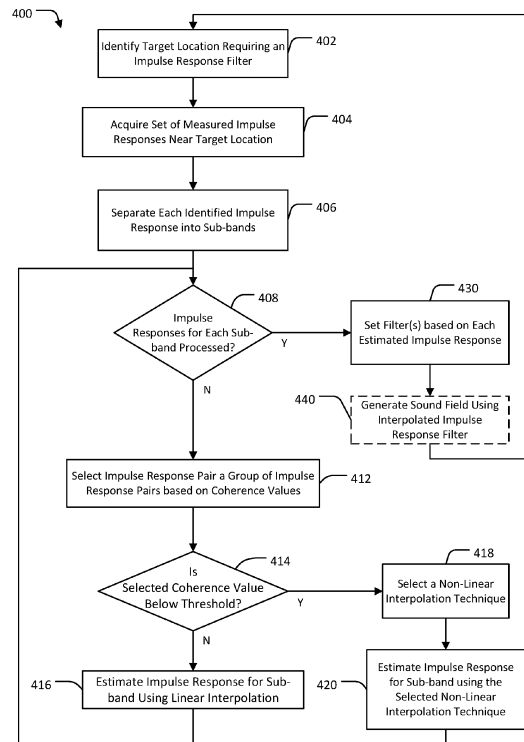 400
Identify Target Location Requiring an
Impulse Response Filter
402
Acquire Set of Measured Impulse
Responses Near Target Location
404
Separate Each Identified Impulse
Response into Sub-bands
406
408
Impulse
Responses for Each Sub-
band Processed?
Y
N
430
Set Filter(s) based on Each
Estimated Impulse Response
440
Generate Sound Field Using
Interpolated Impulse
Response Filter
Select Impulse Response Pair a Group of Impulse
Response Pairs based on Coherence Values
412
414
Is
Selected Coherence Value
Below Threshold?
Y
N
418
Select a Non-Linear
Interpolation Technique
416
Estimate Impulse Response for Sub-
band Using Linear Interpolation
420
Estimate Impulse Response
for Sub-band using the
Selected Non-Linear
Interpolation Technique